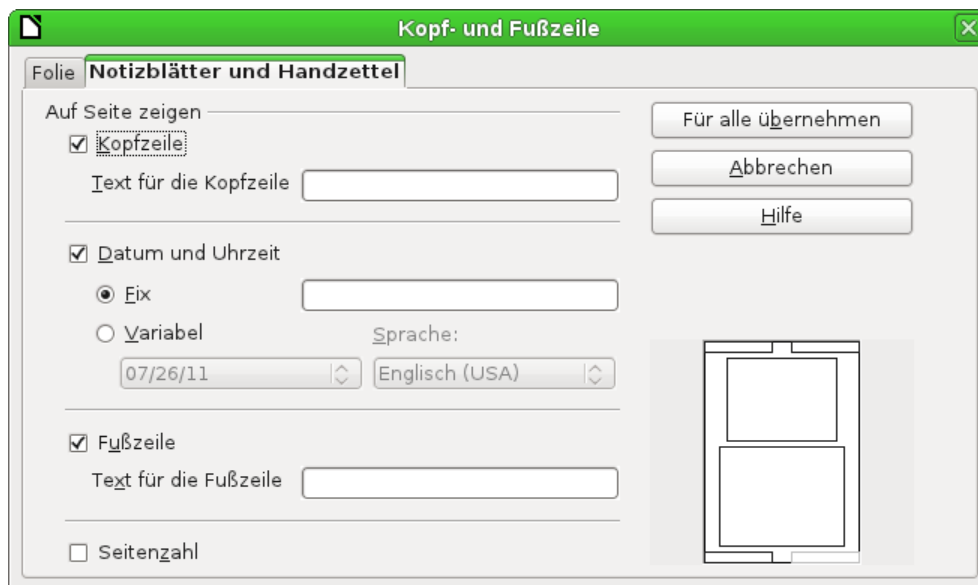 Kopf- und Fußzeile
Folie Notizblätter und Handzettel
Auf Seite zeigen
Kopfzeile
Text für die Kopfzeile
Datum und Uhrzeit
Fix
Variabel Sprache:
07/26/11 Englisch (USA)
Fußzeile
Text für die Fußzeile
Seitenzahl
Für alle übernehmen
Abbrechen
Hilfe